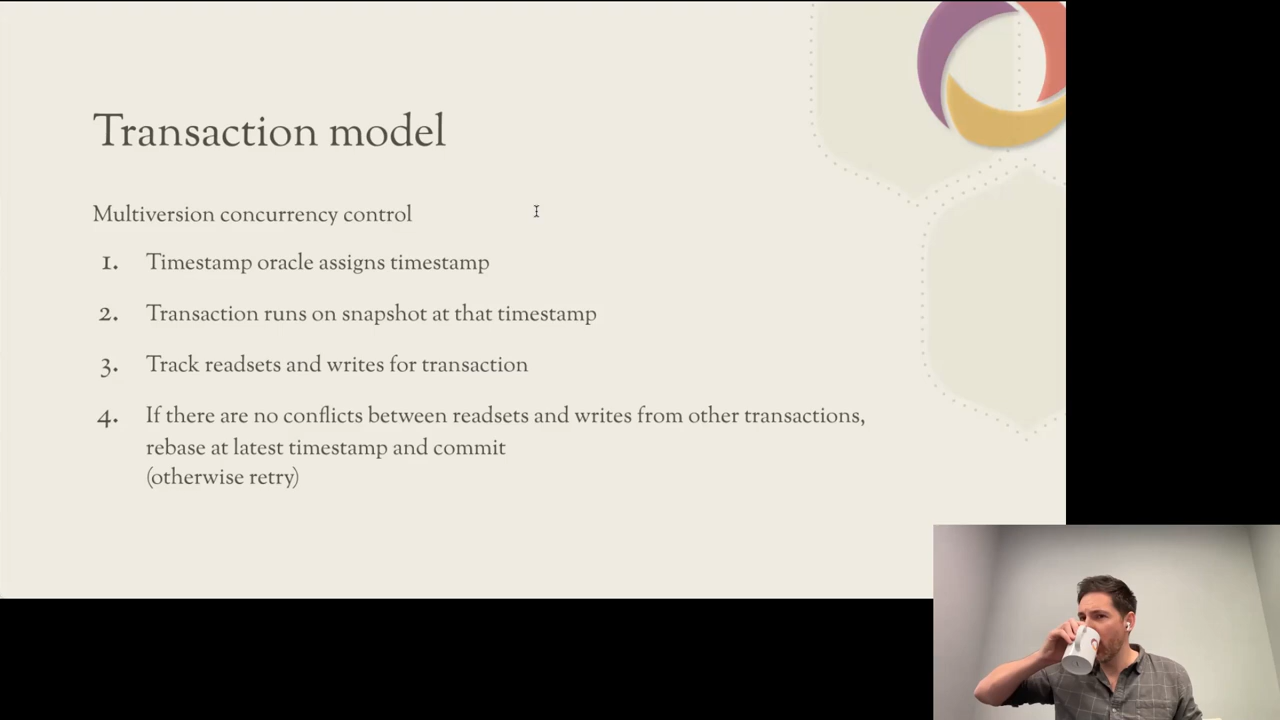 Transaction model
Multiversion concurrency control
1. Timestamp oracle assigns timestamp
2. Transaction runs on snapshot at that timestamp
3. Track readsets and writes for transaction
4. If there are no conflicts between readsets and writes from other transactions,
rebase at latest timestamp and commit
(otherwise retry)